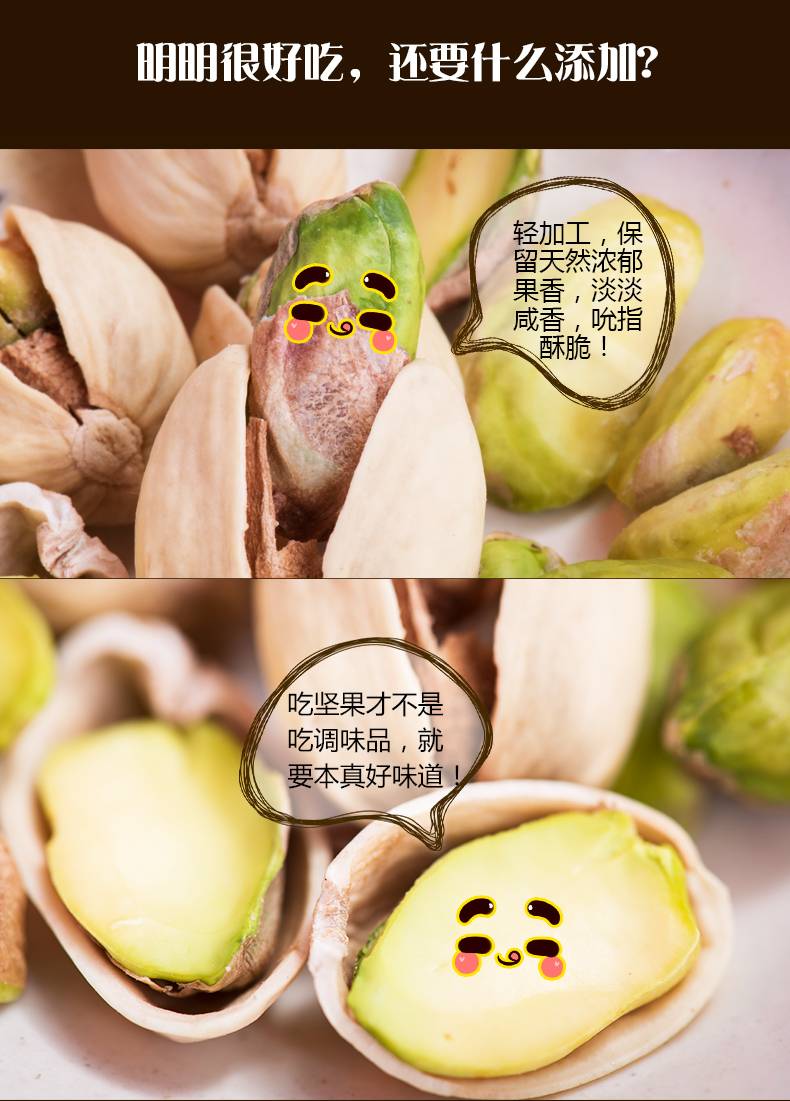 明明很好吃，还要什么添加？
轻加工，保
留天然浓郁
果香，淡淡
咸香，吮指
酥脆！
吃坚果才不是
吃调味品，就
要本真好味道！